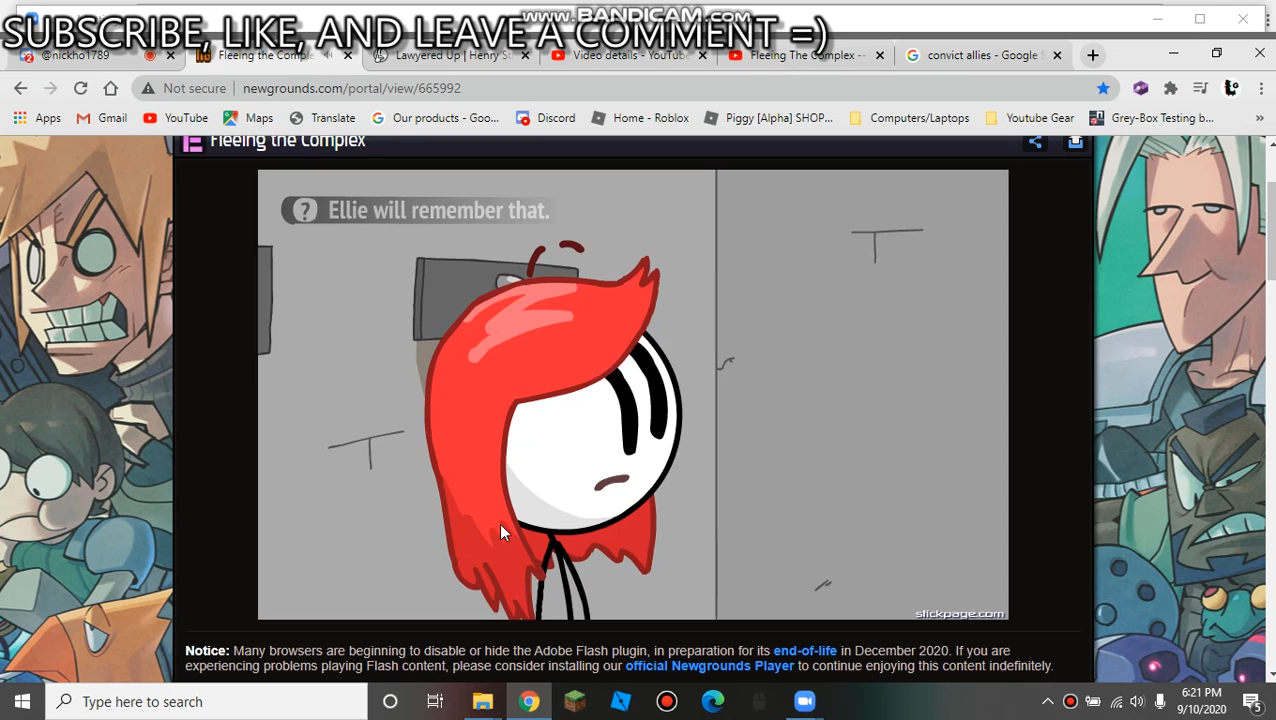 www.BANDICAM.com
SUBSCRIBE, LIKE, AND LEAVE A COMMENT =)
@nickho1789
Fleeing the Comple
Lawyered Up | Henry S
Video details - YouTube
Fleeing The Complex -
convict allies - Google S
Not secure newgrounds.com/portal/view/665992
Apps Gmail YouTube Maps Translate Our products - Goo... Discord Home - Roblox Piggy [Alpha] SHOP... Computers/Laptops Youtube Gear Grey-Box Testing b... »
E Fleeing the Complex
? Ellie will remember that.
stickpage.com
Notice: Many browsers are beginning to disable or hide the Adobe Flash plugin, in preparation for its end-of-life in December 2020. If you are
experiencing problems playing Flash content, please consider installing our official Newgrounds Player to continue enjoying this content indefinitely.
Type here to search
6:21 PM
9/10/2020
5